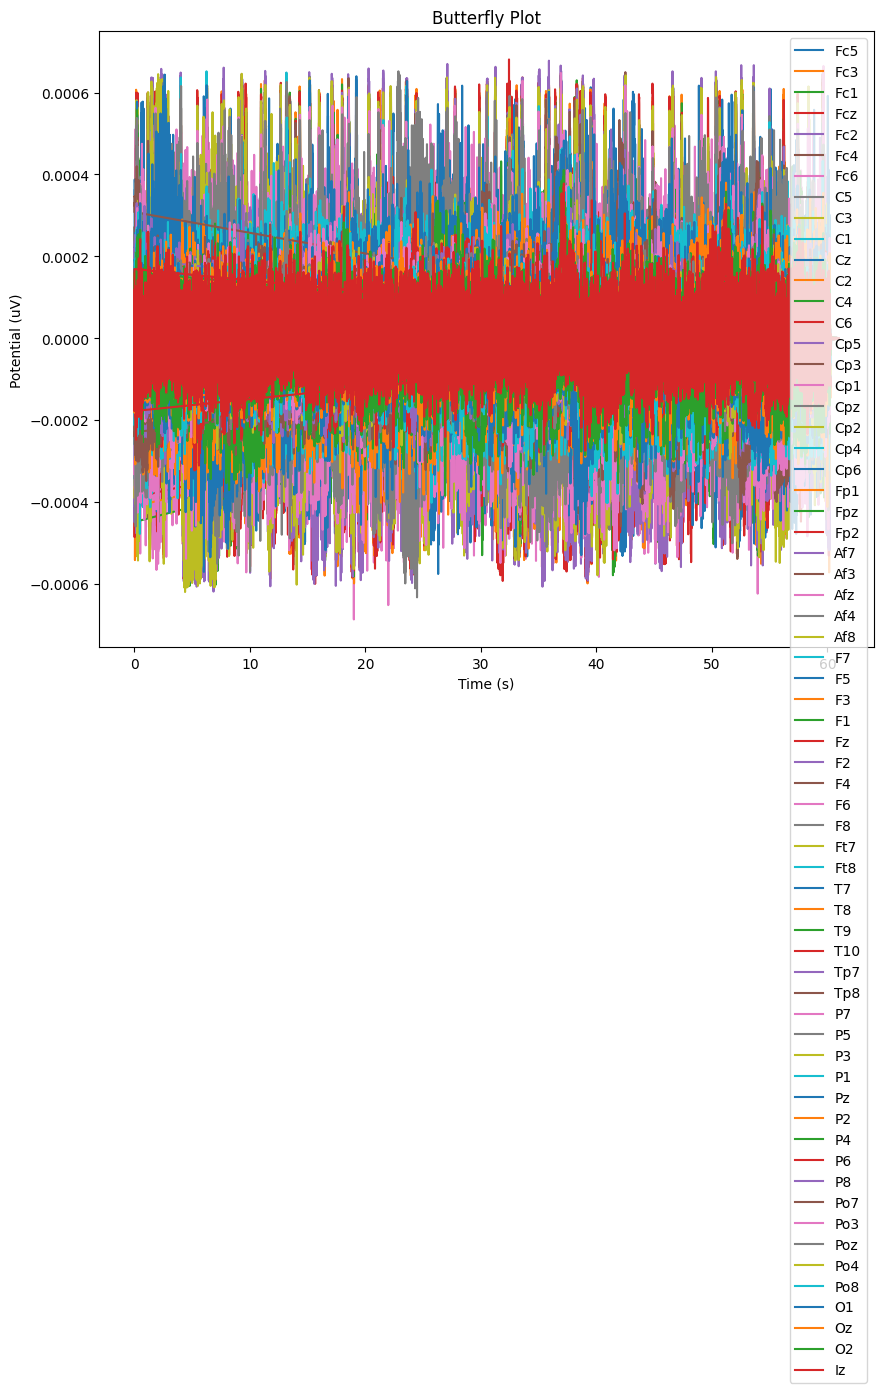 Butterfly Plot
Potential (uV)
0.0006
0.0004
0.0002
0.0000
−0.0002
−0.0004
−0.0006
0 10 20 30 40 50 60
Time (s)
Fc5
Fc3
Fc1
Fcz
Fc2
Fc4
Fc6
C5
C3
C1
Cz
C2
C4
C6
Cp5
Cp3
Cp1
Cpz
Cp2
Cp4
Cp6
Fp1
Fpz
Fp2
Af7
Af3
Afz
Af4
Af8
F7
F5
F3
F1
Fz
F2
F4
F6
F8
Ft7
Ft8
T7
T8
T9
T10
Tp7
Tp8
P7
P5
P3
P1
Pz
P2
P4
P6
P8
Po7
Po3
Poz
Po4
Po8
O1
Oz
O2
Iz